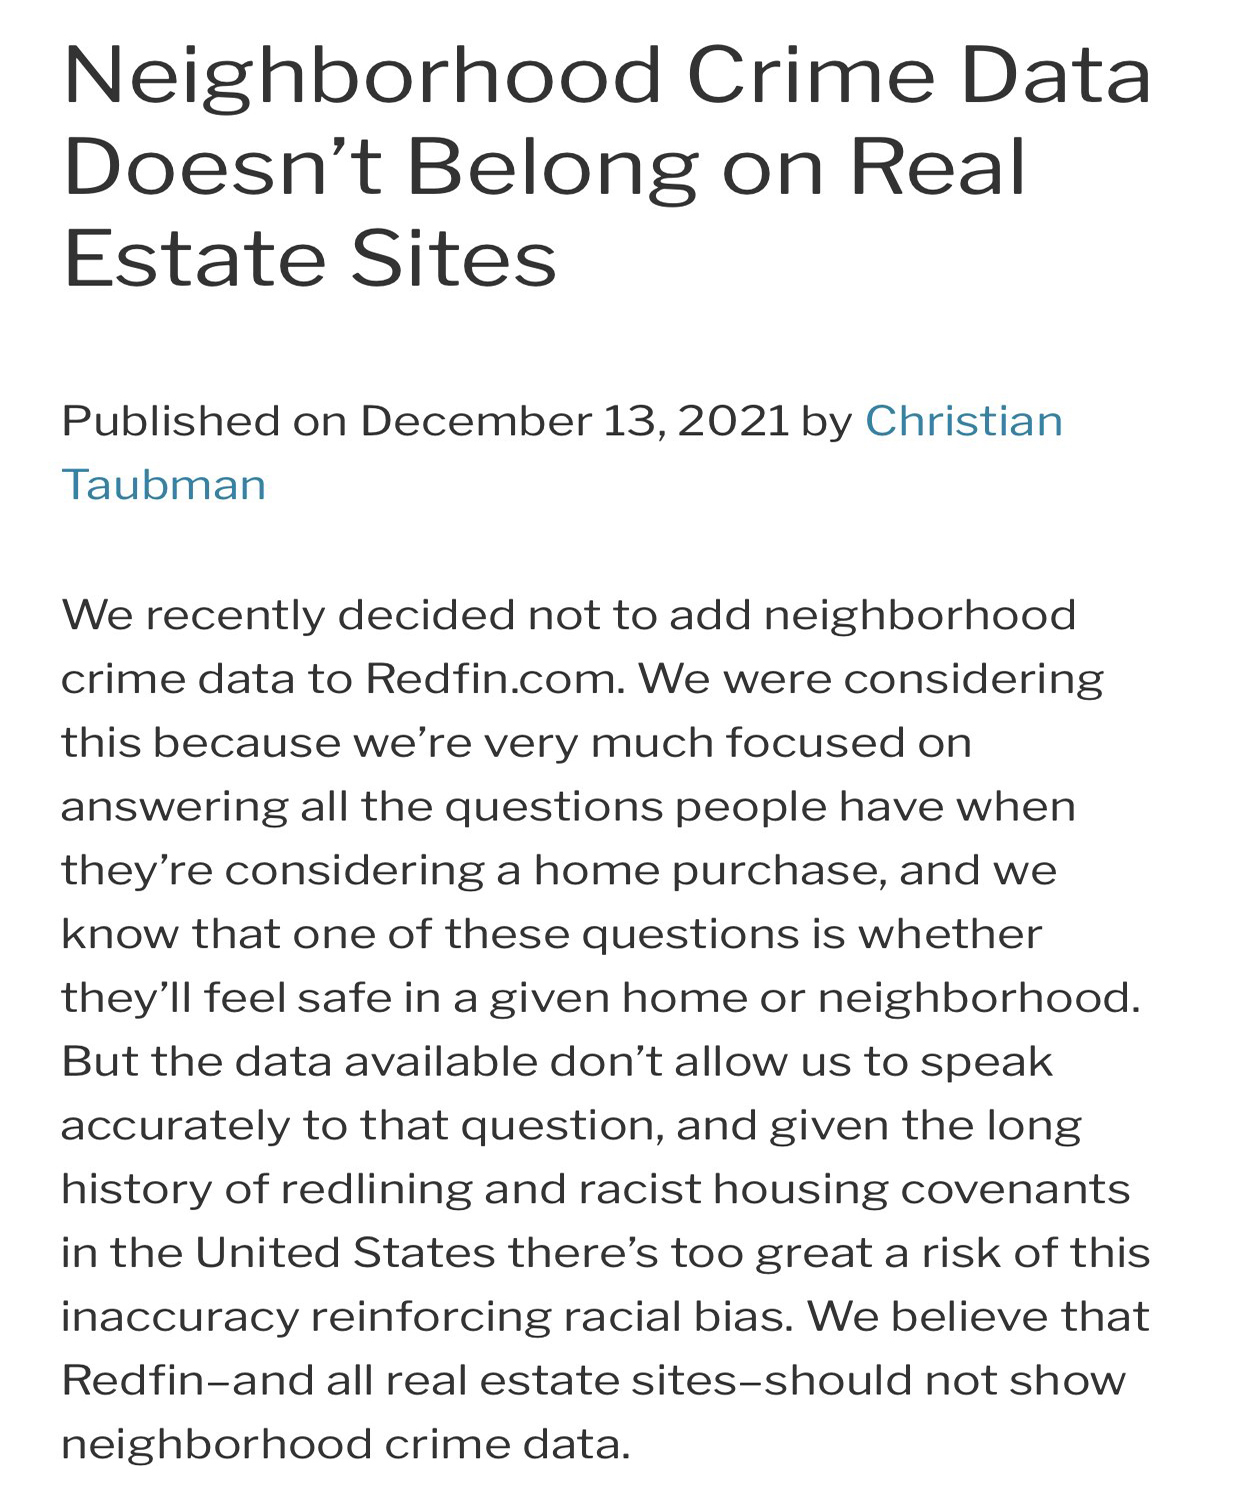 Neighborhood Crime Data
Doesn’t Belong on Real
Estate Sites
Published on December 13, 2021 by Christian
Taubman
We recently decided not to add neighborhood
crime data to Redfin.com. We were considering
this because we’re very much focused on
answering all the questions people have when
they’re considering a home purchase, and we
know that one of these questions is whether
they’ll feel safe in a given home or neighborhood.
But the data available don’t allow us to speak
accurately to that question, and given the long
history of redlining and racist housing covenants
in the United States there’s too great a risk of this
inaccuracy reinforcing racial bias. We believe that
Redfin–and all real estate sites–should not show
neighborhood crime data.